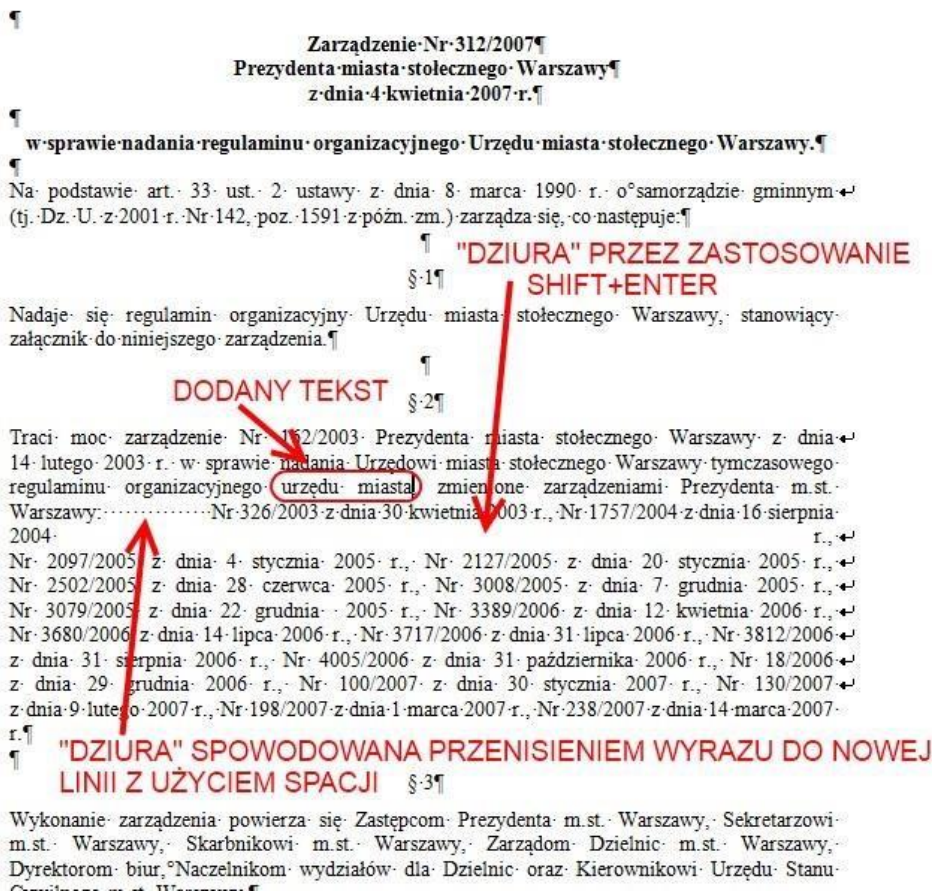 ¶
Zarządzenie·Nr·312/2007¶
Prezydenta·miasta·stołecznego·Warszawy¶
z·dnia·4·kwietnia·2007·r.¶
¶
w·sprawie·nadania·regulaminu·organizacyjnego·Urzędu·miasta·stołecznego·Warszawy.¶
¶
Na· podstawie· art.· 33· ust.· 2· ustawy· z· dnia· 8· marca· 1990· r.· o°samorządzie· gminnym·↵
(tj.·Dz.·U.·z·2001·r.·Nr·142,·poz.·1591·z·późn.·zm.)·zarządza·się,·co·następuje:¶
¶
"DZIURA" PRZEZ ZASTOSOWANIE
SHIFT+ENTER
§·1¶
Nadaje· się· regulamin· organizacyjny· Urzędu· miasta· stołecznego· Warszawy,· stanowiący·
załącznik·do·niniejszego·zarządzenia.¶
¶
DODANY TEKST
§·2¶
Traci· moc· zarządzenie· Nr· 162/2003· Prezydenta· miasta· stołecznego· Warszawy· z· dnia·↵
14· lutego· 2003· r.· w· sprawie· nadania· Urzędowi· miasta· stołecznego· Warszawy· tymczasowego·
regulaminu· organizacyjnego· urzędu· miasta· zmienione· zarządzeniami· Prezydenta· m.st.·
Warszawy:···············Nr·326/2003·z·dnia·30·kwietnia·2003·r.,·Nr·1757/2004·z·dnia·16·sierpnia·
2004· r.,·↵
Nr· 2097/2005· z· dnia· 4· stycznia· 2005· r.,· Nr· 2127/2005· z· dnia· 20· stycznia· 2005· r.,·↵
Nr· 2502/2005· z· dnia· 28· czerwca· 2005· r.,· Nr· 3008/2005· z· dnia· 7· grudnia· 2005· r.,·↵
Nr· 3079/2005· z· dnia· 22· grudnia· · 2005· r.,· Nr· 3389/2006· z· dnia· 12· kwietnia· 2006· r.,·↵
Nr·3680/2006·z·dnia·14·lipca·2006·r.,·Nr·3717/2006·z·dnia·31·lipca·2006·r.,·Nr·3812/2006·↵
z· dnia· 31· sierpnia· 2006· r.,· Nr· 4005/2006· z· dnia· 31· października· 2006· r.,· Nr· 18/2006·↵
z· dnia· 29· grudnia· 2006· r.,· Nr· 100/2007· z· dnia· 30· stycznia· 2007· r.,· Nr· 130/2007·↵
z·dnia·9·lutego·2007·r.,·Nr·198/2007·z·dnia·1·marca·2007·r.,·Nr·238/2007·z·dnia·14·marca·2007·
r.¶
¶
"DZIURA" SPOWODOWANA PRZENISIENIEM WYRAZU DO NOWEJ
LINII Z UŻYCIEM SPACJI
§·3¶
Wykonanie· zarządzenia· powierza· się· Zastępcom· Prezydenta· m.st.· Warszawy,· Sekretarzowi·
m.st.· Warszawy,· Skarbnikowi· m.st.· Warszawy,· Zarządom· Dzielnic· m.st.· Warszawy,·
Dyrektorom· biur,°Naczelnikom· wydziałów· dla· Dzielnic· oraz· Kierownikowi· Urzędu· Stanu·